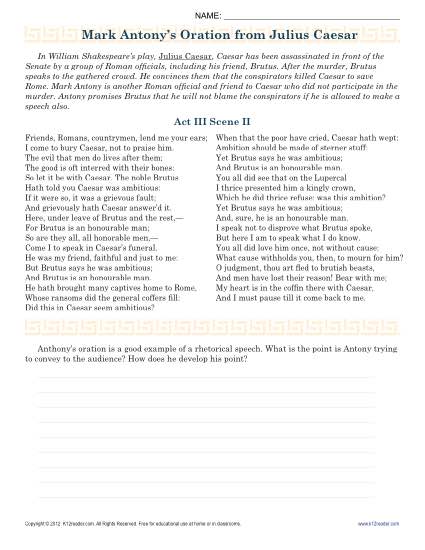 NAME:
Mark Antony's Oration from Julius Caesar
In William Shakespeare's play, Julius Caesar, Caesar has been assassinated in front of the
Senate by a group of Roman officials, including his friend, Brutus. After the murder, Brutus
speaks to the gathered crowd. He convinces them that the conspirators killed Caesar to save
Rome. Mark Antony is another Roman official and friend to Caesar who did not participate in the
murder. Antony promises Brutus that he will not blame the conspirators if he is allowed to make a
speech also.
Act III Scene II
Friends, Romans, countrymen, lend me your ears;
I come to bury Caesar, not to praise him.
The evil that men do lives after them;
The good is oft interred with their bones:
So let it be with Caesar. The noble Brutus
Hath told you Caesar was ambitious:
If it were so, it was a grievous fault;
And grievously hath Caesar answer'd it.
Here, under leave of Brutus and the rest,—
For Brutus is an honourable man;
So are they all, all honorable men,—
Come I to speak in Caesar's funeral.
He was my friend, faithful and just to me:
But Brutus says he was ambitious;
And Brutus is an honourable man.
He hath brought many captives home to Rome,
Whose ransoms did the general coffers fill:
Did this in Caesar seem ambitious?
When that the poor have cried, Caesar hath wept:
Ambition should be made of sterner stuff:
Yet Brutus says he was ambitious;
And Brutus is an honourable man.
You all did see that on the Lupercal
I thrice presented him a kingly crown,
Which he did thrice refuse: was this ambition?
Yet Brutus says he was ambitious;
And, sure, he is an honourable man.
I speak not to disprove what Brutus spoke,
But here I am to speak what I do know.
You all did love him once, not without cause:
What cause withholds you, then, to mourn for him?
O judgment, thou art fled to brutish beasts,
And men have lost their reason! Bear with me;
My heart is in the coffin there with Caesar,
And I must pause till it come back to me.
Anthony's oration is a good example of a rhetorical speech. What is the point is Antony trying
to convey to the audience? How does he develop his point?
Copyright © 2012 K12reader.com. All Rights Reserved. Free for educational use at home or in classrooms.
www.k12reader.com